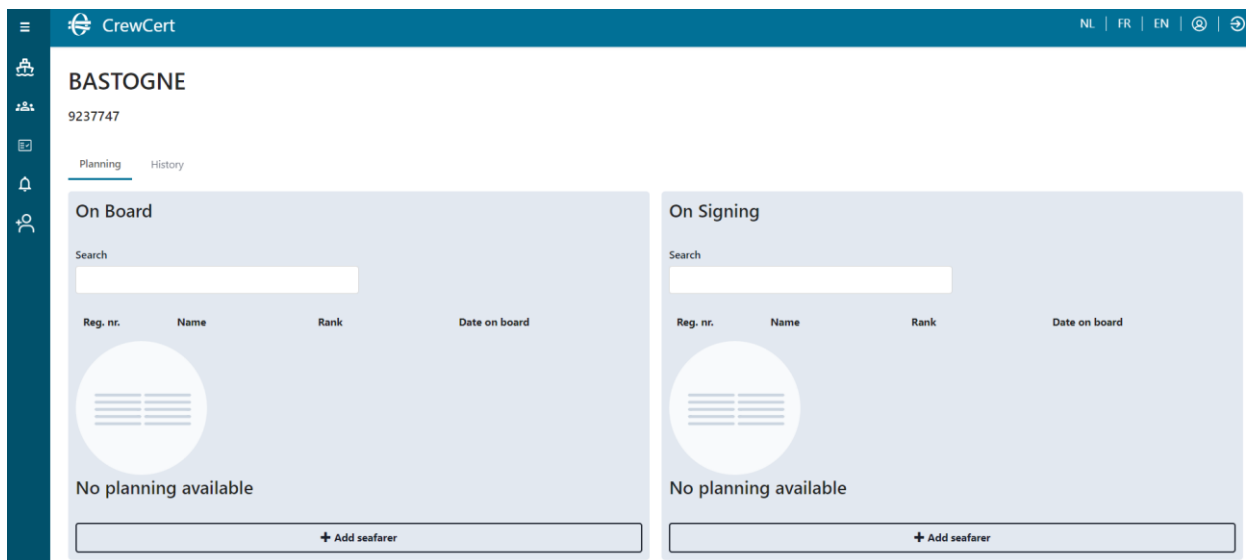 CrewCert
NL | FR | EN
BASTOGNE
9237747
Planning History
On Board
Search
Reg. nr. Name Rank Date on board
No planning available
+ Add seafarer
On Signing
Search
Reg. nr. Name Rank Date on board
No planning available
+ Add seafarer